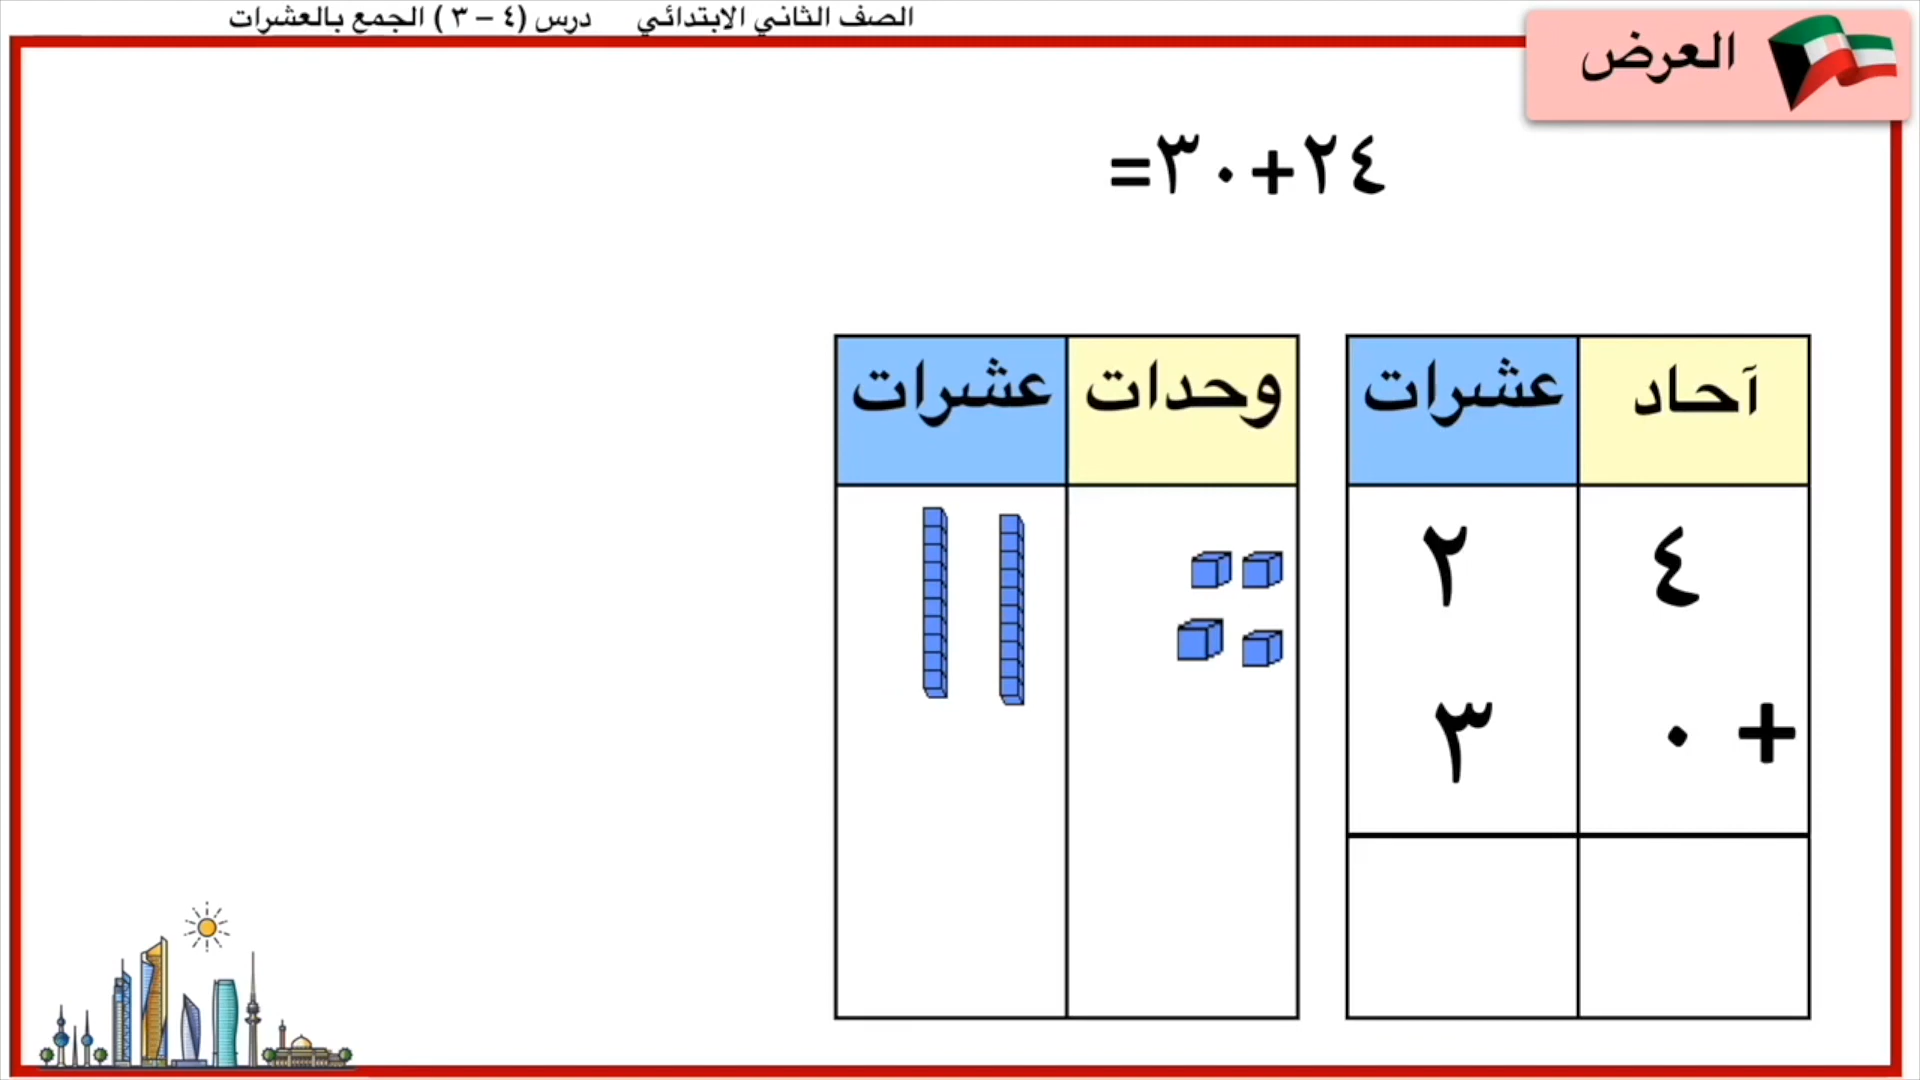 الصف الثاني الابتدائي درس (٤ – ٣ ) الجمع بالعشرات
العرض
٢٤+٣٠=
آحاد عشرات
٤ ٢
+ ٠ ٣
وحدات عشرات